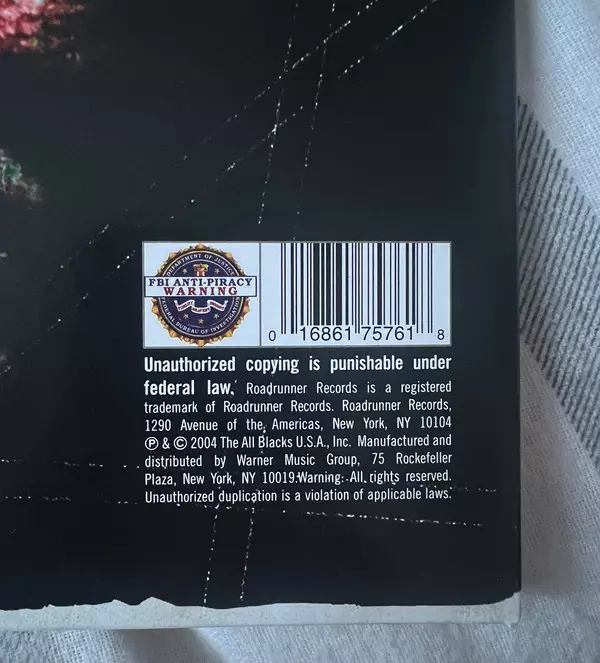 DEPARTMENT OF JUSTICE
FBI ANTI-PIRACY
WARNING
FEDERAL BUREAU OF INVESTIGATION
0 16861 75761 8
Unauthorized copying is punishable under
federal law. Roadrunner Records is a registered
trademark of Roadrunner Records. Roadrunner Records,
1290 Avenue of the Americas, New York, NY 10104
℗ & © 2004 The All Blacks U.S.A., Inc. Manufactured and
distributed by Warner Music Group, 75 Rockefeller
Plaza, New York, NY 10019.Warning: All rights reserved.
Unauthorized duplication is a violation of applicable laws.